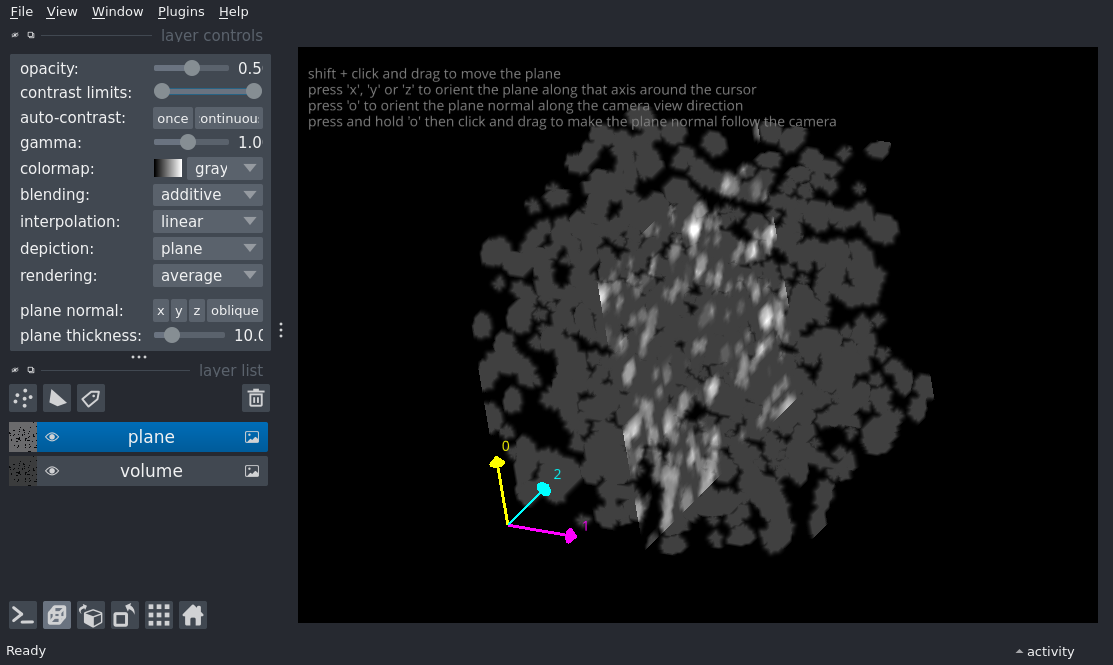 File View Window Plugins Help
layer controls
opacity: 0.5
contrast limits:
auto-contrast: once ontinuou
gamma: 1.0
colormap: gray
blending: additive
interpolation: linear
depiction: plane
rendering: average
plane normal: x y z oblique
plane thickness: 10.0
layer list
plane
volume
shift + click and drag to move the plane
press 'x', 'y' or 'z' to orient the plane along that axis around the cursor
press 'o' to orient the plane normal along the camera view direction
press and hold 'o' then click and drag to make the plane normal follow the camera
0
2
1
Ready
activity